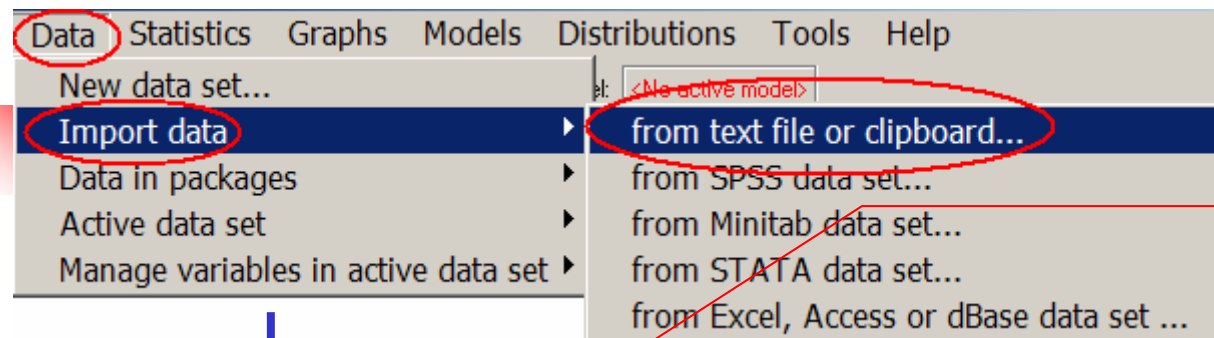 Data Statistics Graphs Models Distributions Tools Help
New data set...
el: <No active model>
Import data
from text file or clipboard...
Data in packages
from SPSS data set...
Active data set
from Minitab data set...
Manage variables in active data set
from STATA data set...
from Excel, Access or dBase data set ...